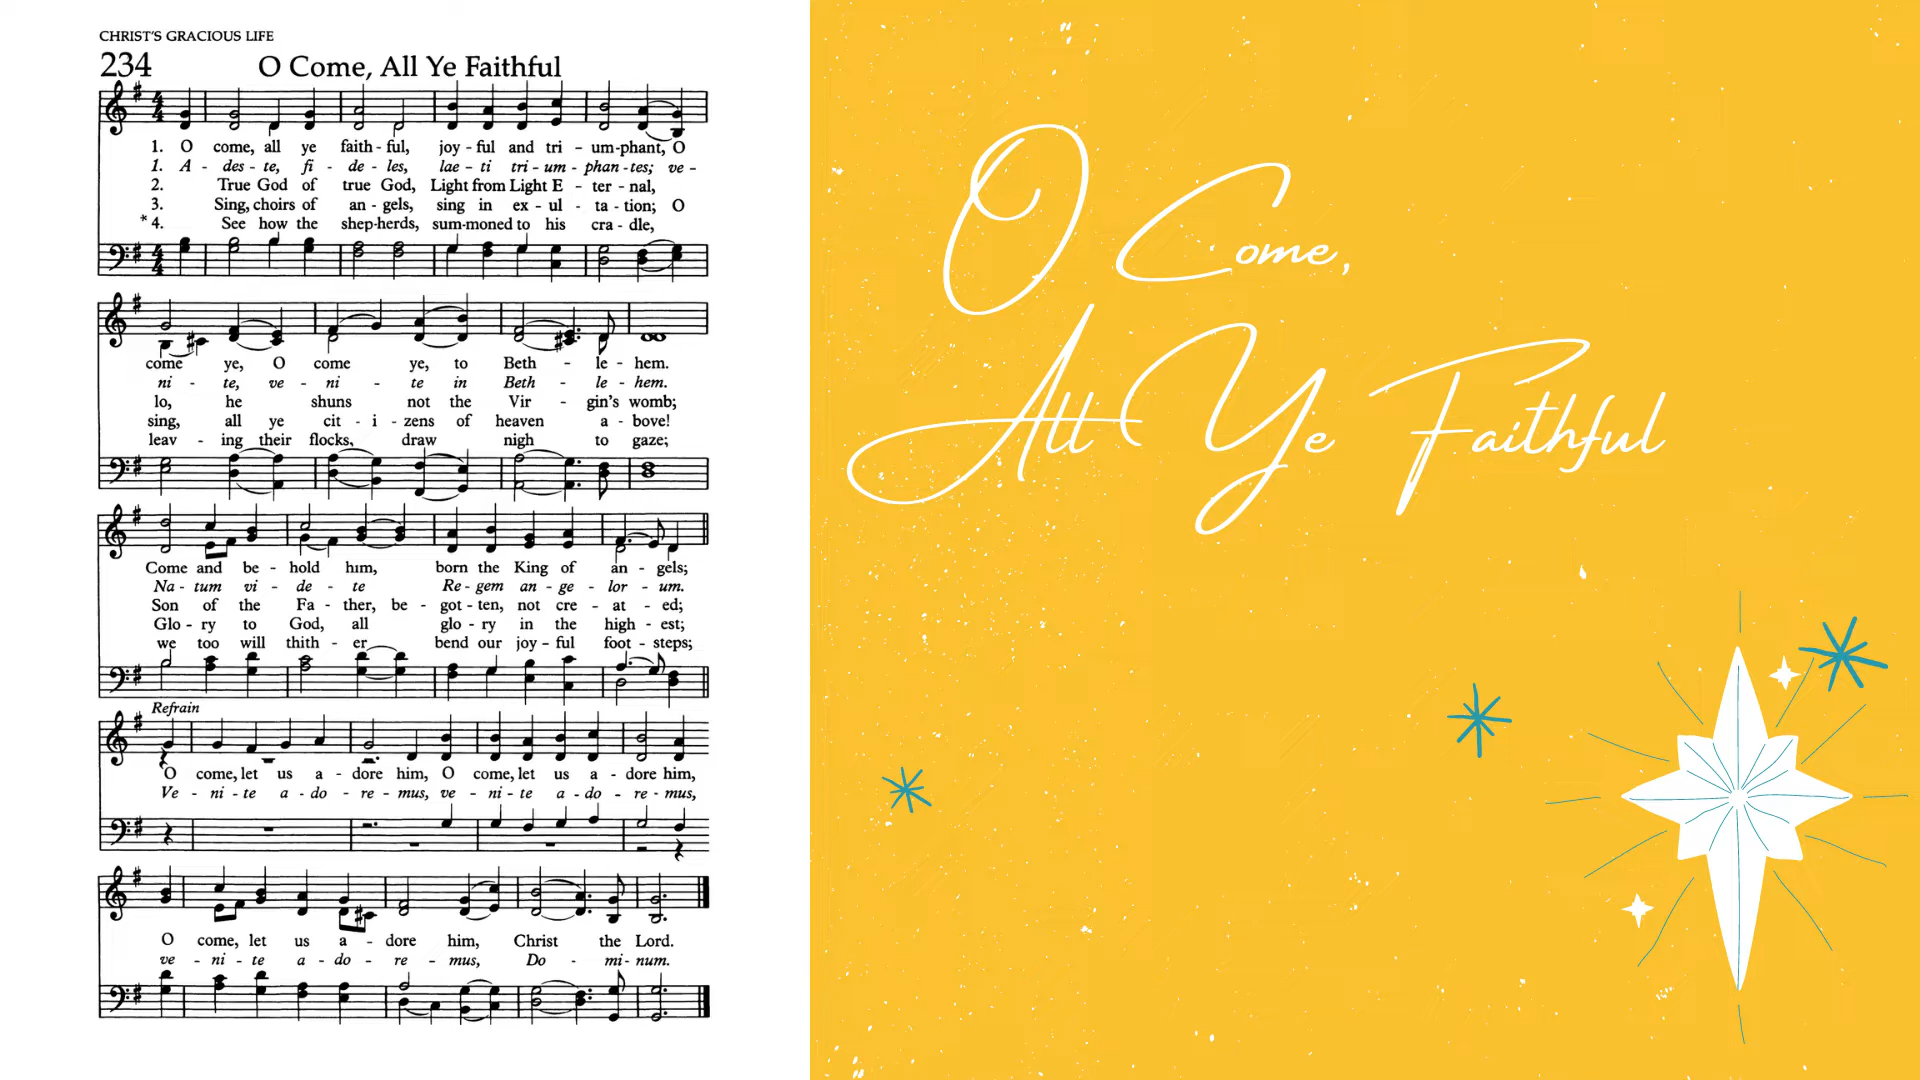 CHRIST'S GRACIOUS LIFE
234 O Come, All Ye Faithful
1. O come, all ye faith - ful, joy - ful and tri - um-phant, O
1. A - des - te, fi - de - les, lae - ti tri - um - phan - tes; ve -
2. True God of true God, Light from Light E - ter - nal,
3. Sing, choirs of an - gels, sing in ex - ul - ta - tion; O
*4. See how the shep-herds, sum-moned to his cra - dle,
come ye, O come ye, to Beth - le - hem.
ni - te, ve - ni - te in Beth - le - hem.
lo, he shuns not the Vir - gin's womb;
sing, all ye cit - i - zens of heaven a - bove!
leav - ing their flocks, draw nigh to gaze;
Come and be - hold him, born the King of an - gels;
Na - tum vi - de - te Re - gem an - ge - lor - um.
Son of the Fa - ther, be - got - ten, not cre - at - ed;
Glo - ry to God, all glo - ry in the high - est;
we too will thith - er bend our joy - ful foot - steps;
Refrain
O come, let us a - dore him, O come, let us a - dore him,
Ve - ni - te a - do - re - mus, ve - ni - te a - do - re - mus,
O come, let us a - dore him, Christ the Lord.
ve - ni - te a - do - re - mus, Do - mi - num.
O Come,
All Ye Faithful